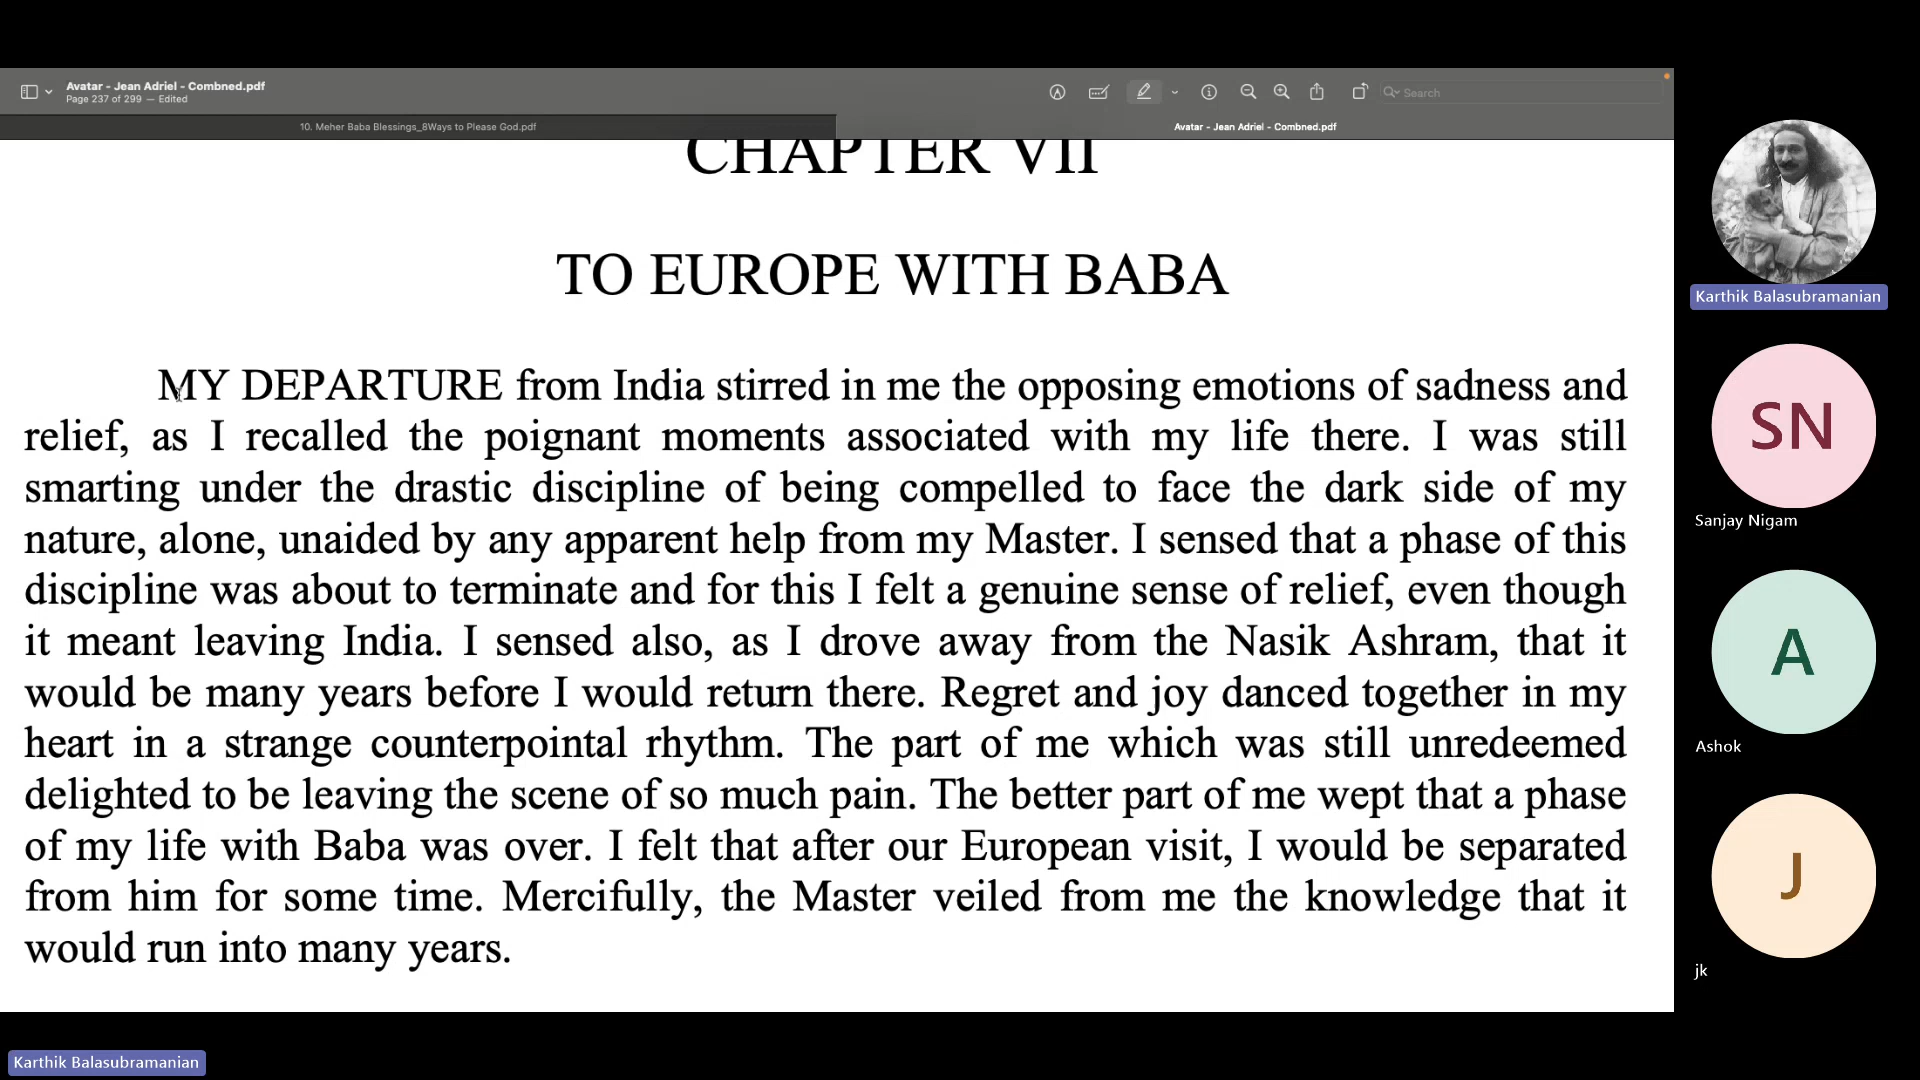 Avatar - Jean Adriel - Combned.pdf
Page 237 of 299 — Edited
Search
10. Meher Baba Blessings_8Ways to Please God.pdf
Avatar - Jean Adriel - Combned.pdf
CHAPTER VII
TO EUROPE WITH BABA
MY DEPARTURE from India stirred in me the opposing emotions of sadness and
relief, as I recalled the poignant moments associated with my life there. I was still
smarting under the drastic discipline of being compelled to face the dark side of my
nature, alone, unaided by any apparent help from my Master. I sensed that a phase of this
discipline was about to terminate and for this I felt a genuine sense of relief, even though
it meant leaving India. I sensed also, as I drove away from the Nasik Ashram, that it
would be many years before I would return there. Regret and joy danced together in my
heart in a strange counterpointal rhythm. The part of me which was still unredeemed
delighted to be leaving the scene of so much pain. The better part of me wept that a phase
of my life with Baba was over. I felt that after our European visit, I would be separated
from him for some time. Mercifully, the Master veiled from me the knowledge that it
would run into many years.
Karthik Balasubramanian
SN
Sanjay Nigam
A
Ashok
J
jk
Karthik Balasubramanian